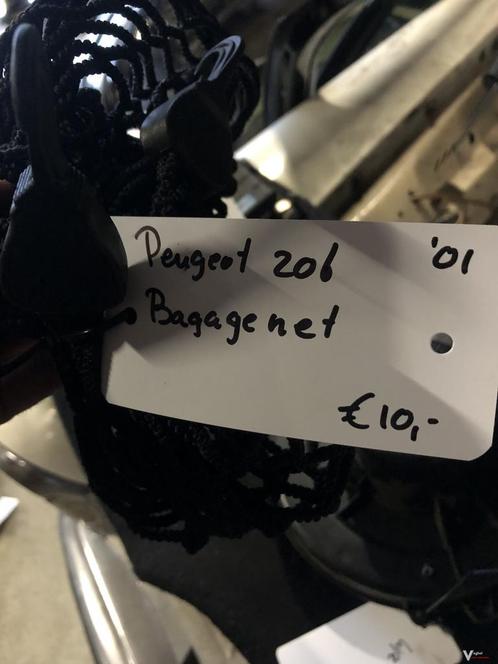 Peugeot 206 '01
Bagagenet
€10,-